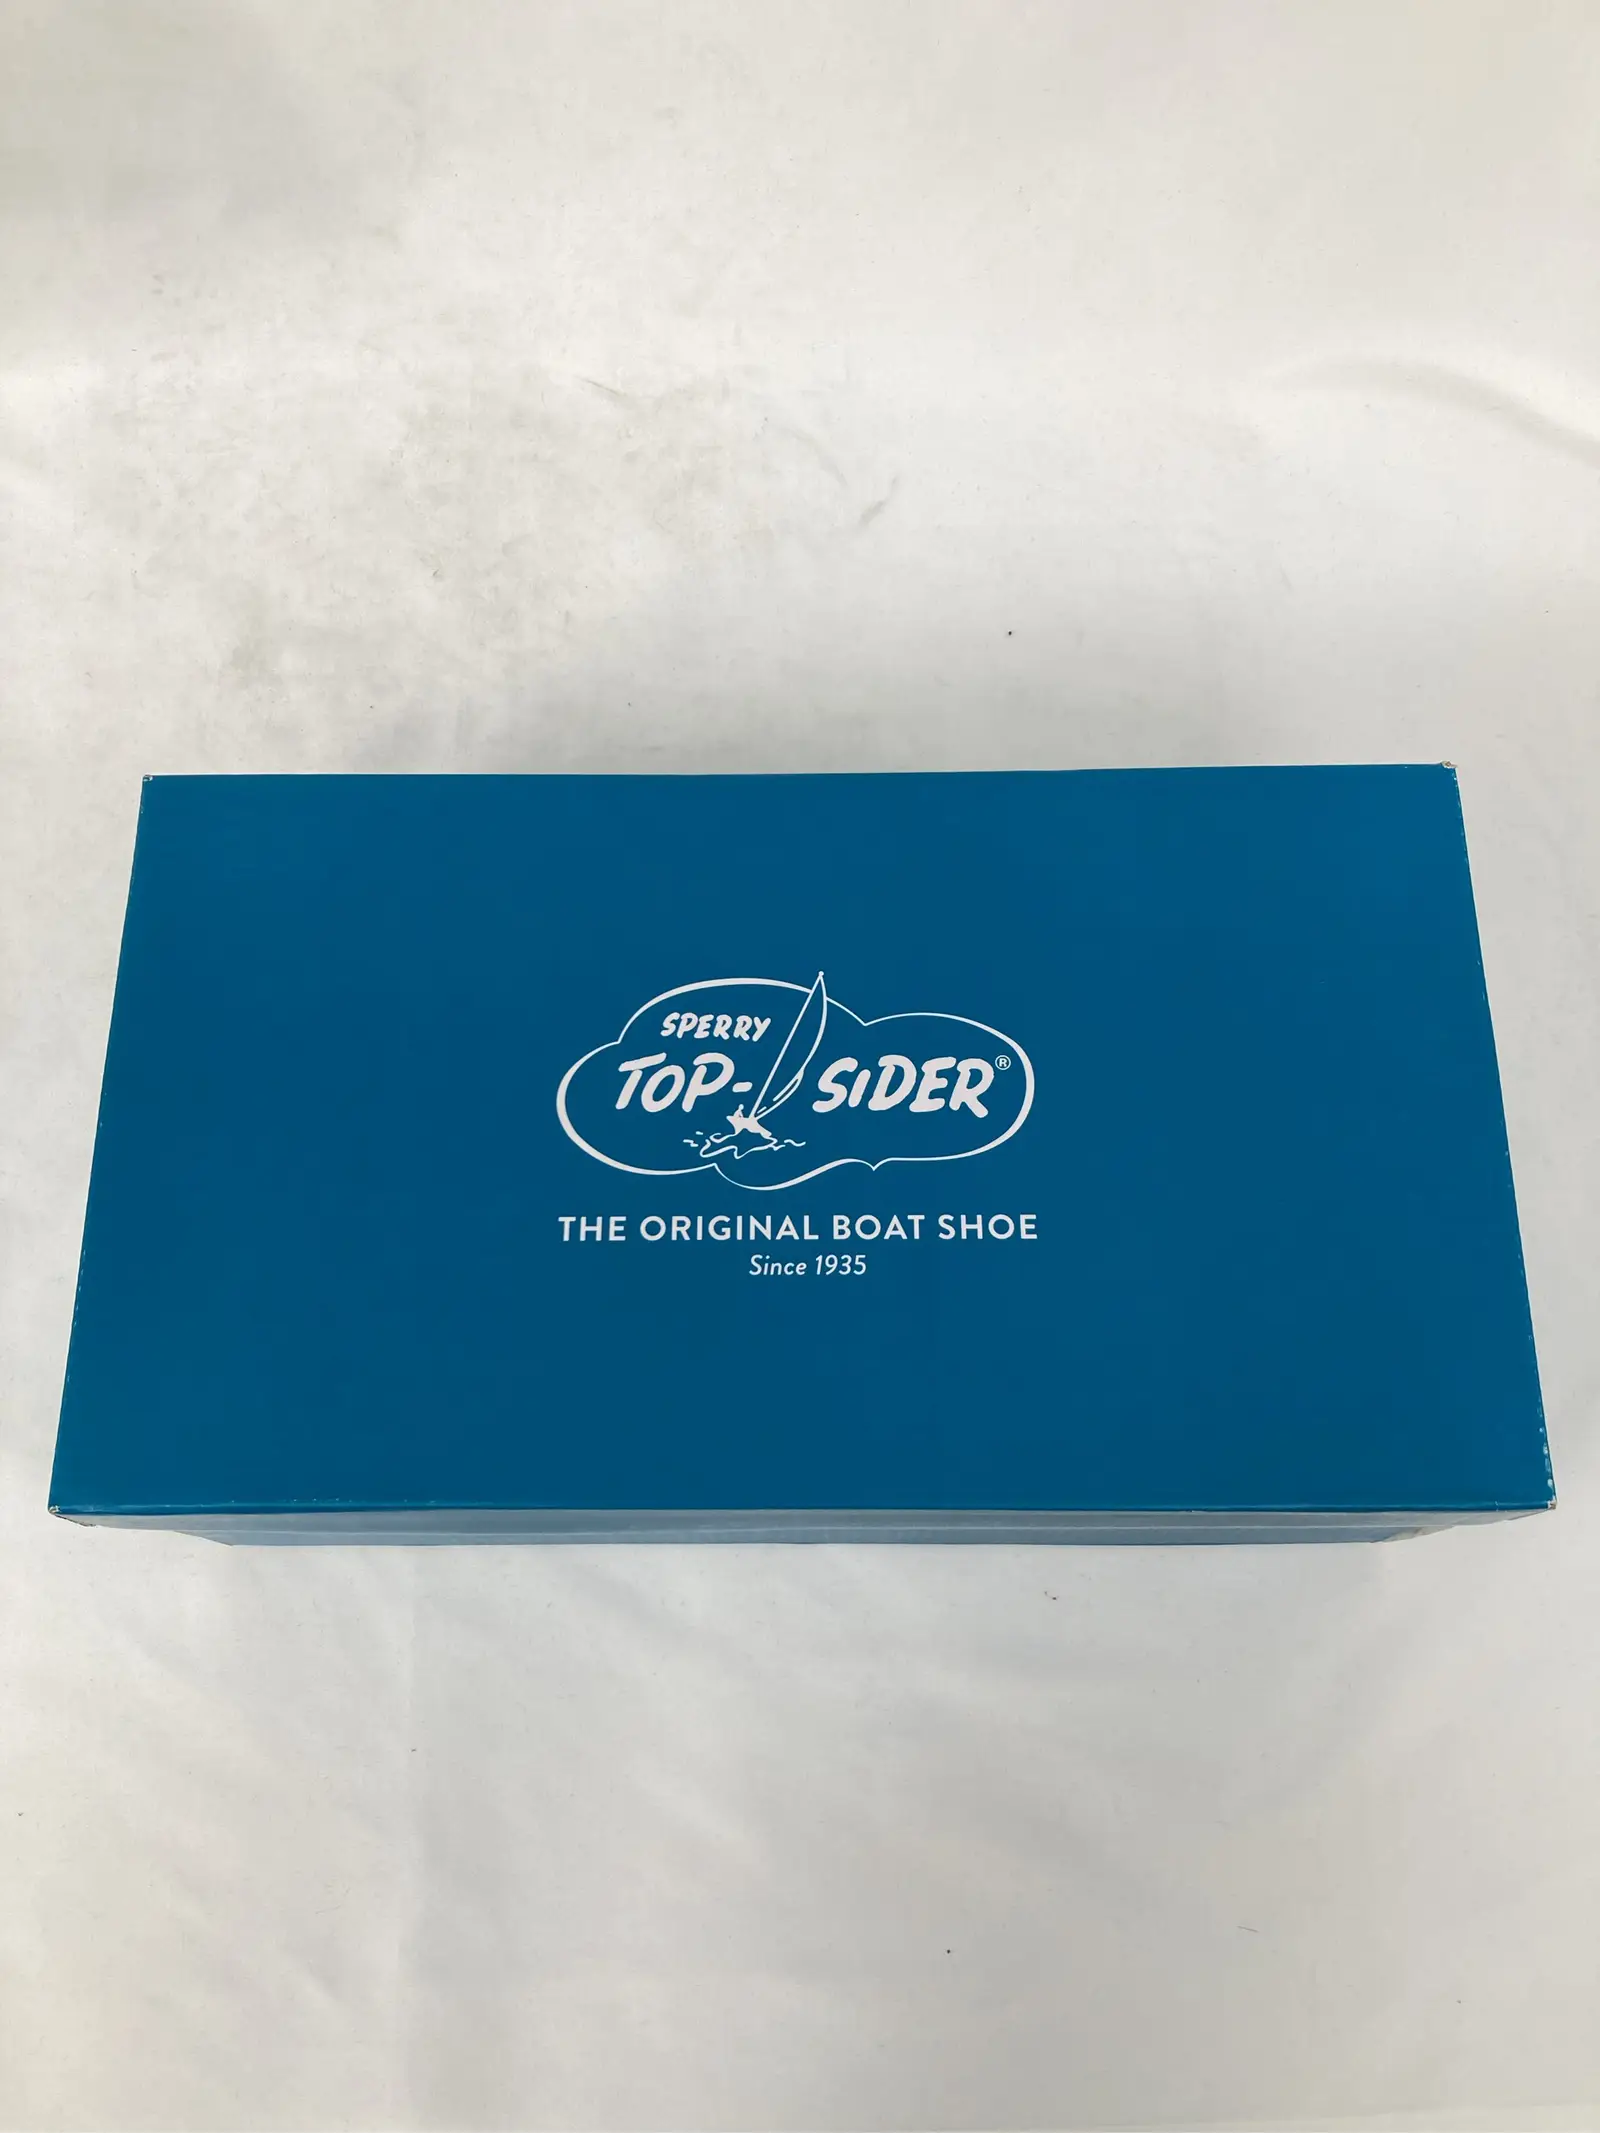 SPERRY
TOP-SIDER®
THE ORIGINAL BOAT SHOE
Since 1935